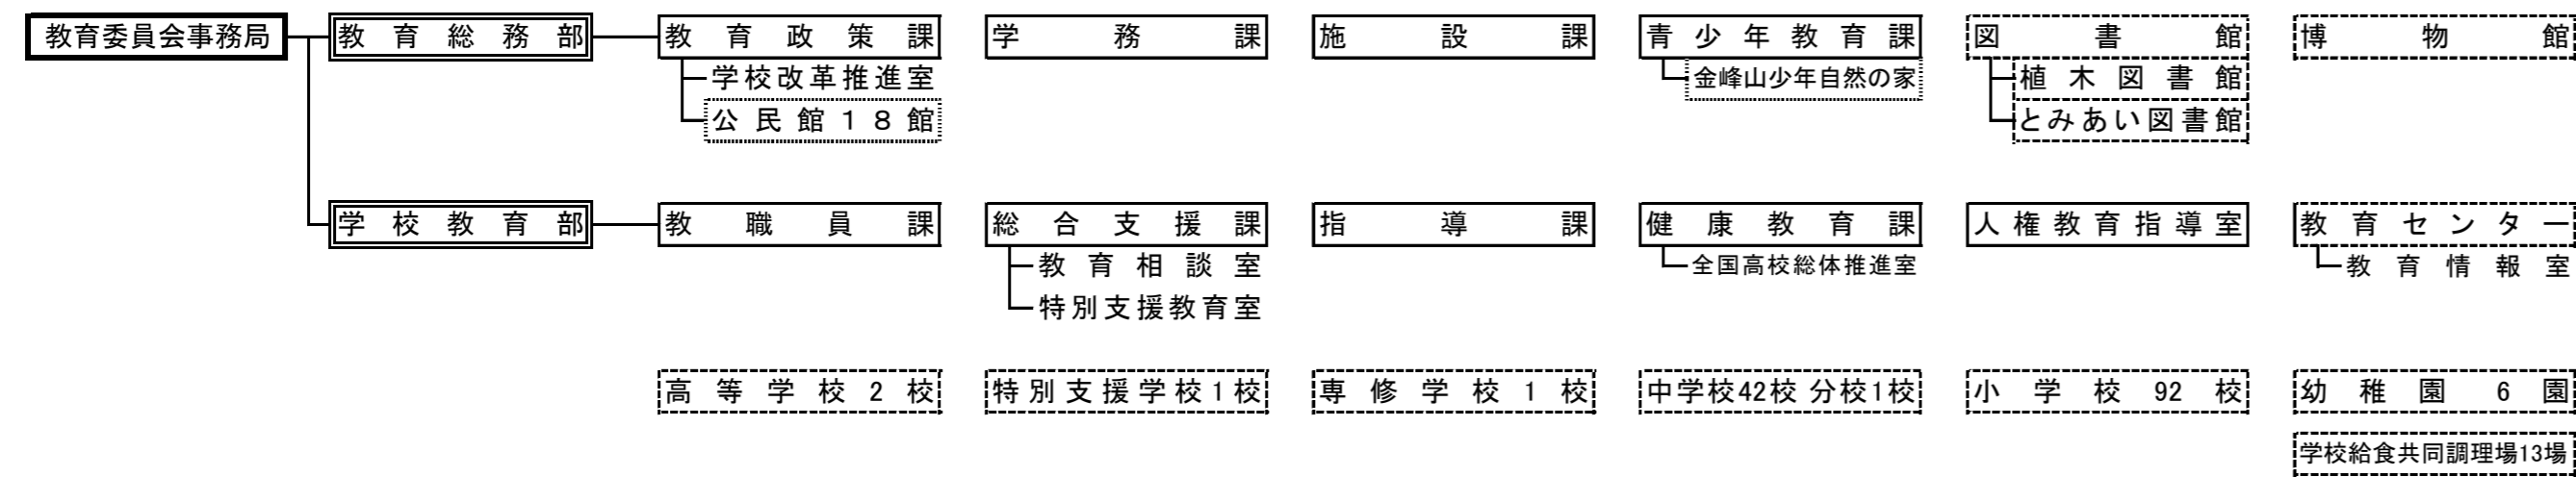 教育委員会事務局 教育総務部 教育政策課 学務課 施設課 青少年教育課 図書館 博物館
学校改革推進室 金峰山少年自然の家 植木図書館
公民館18館 とみあい図書館
学校教育部 教職員課 総合支援課 指導課 健康教育課 人権教育指導室 教育センター
教育相談室 全国高校総体推進室 教育情報室
特別支援教育室
高等学校2校 特別支援学校1校 専修学校1校 中学校42校 分校1校 小学校92校 幼稚園6園
学校給食共同調理場13場